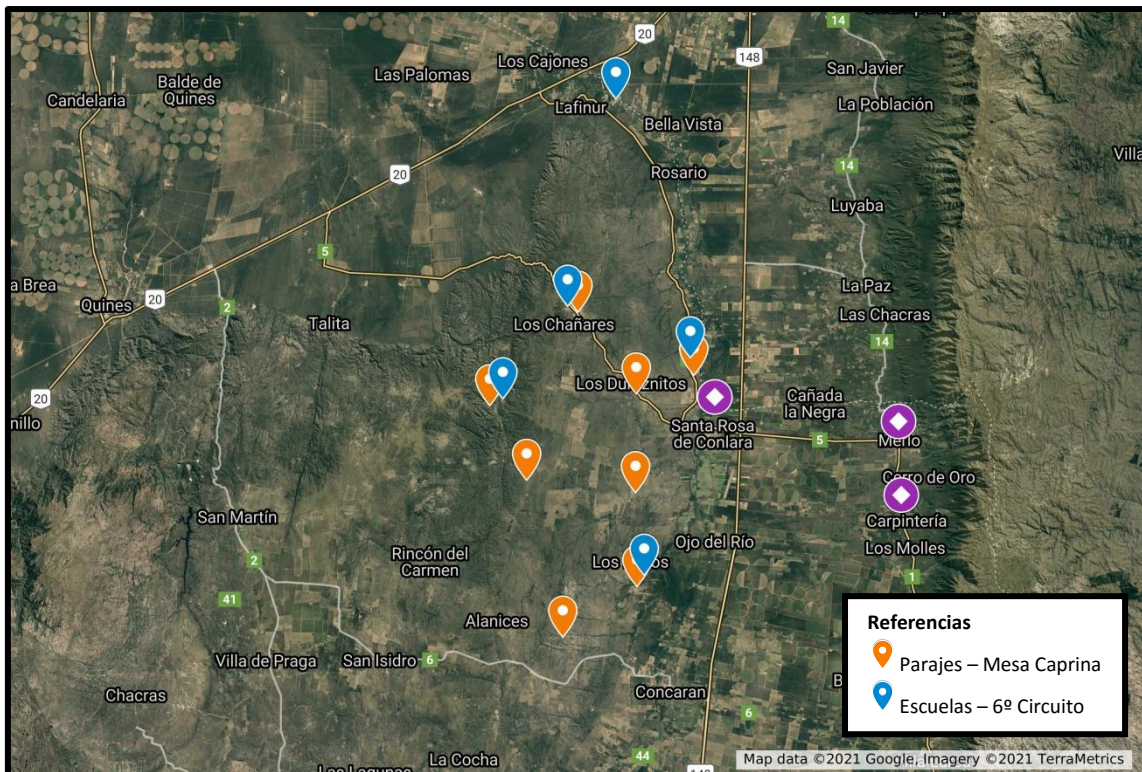 14
20
Los Cajones
148
San Javier
Las Palomas
Balde de
Quines
Candelaria
Lafinur
La Población
Bella Vista
20
Rosario
14
Luyaba
5
La Paz
a Brea
20
Quines
2
Talita
Los Chañares
Las Chacras
14
20
nillo
Cañada
la Negra
Santa Rosa
de Conlara
5
Merlo
Cerro de Oro
San Martín
Carpintería
Ojo del Río
Los Molles
Rincón del
Carmen
2
41
1
Alanices
Villa de Praga
San Isidro
6
Chacras
Concaran
6
La Cocha
44
Referencias
Parajes – Mesa Caprina
Escuelas – 6º Circuito
Map data ©2021 Google, Imagery ©2021 TerraMetrics